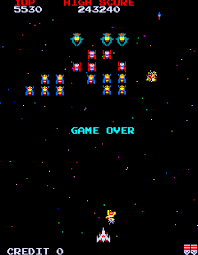 1UP HIGH SCORE
5530 243240
GAME OVER
CREDIT 0